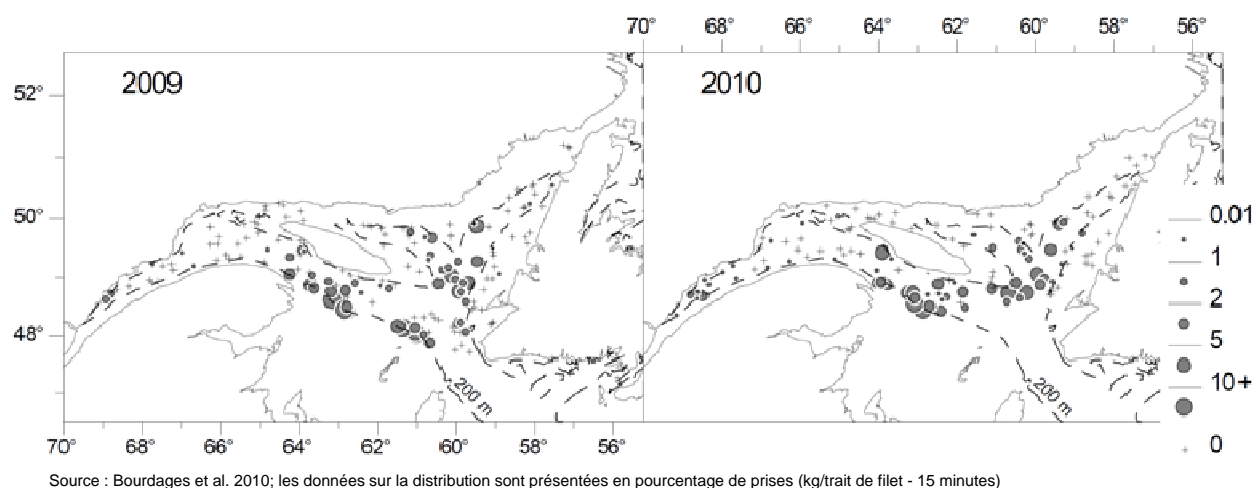 70° 68° 66° 64° 62° 60° 58° 56°
2009 2010
52°
50°
48°
0.01
1
1
2
5
10+
0
200 m 200 m
70° 68° 66° 64° 62° 60° 58° 56°
Source : Bourdages et al. 2010; les données sur la distribution sont présentées en pourcentage de prises (kg/trait de filet - 15 minutes)